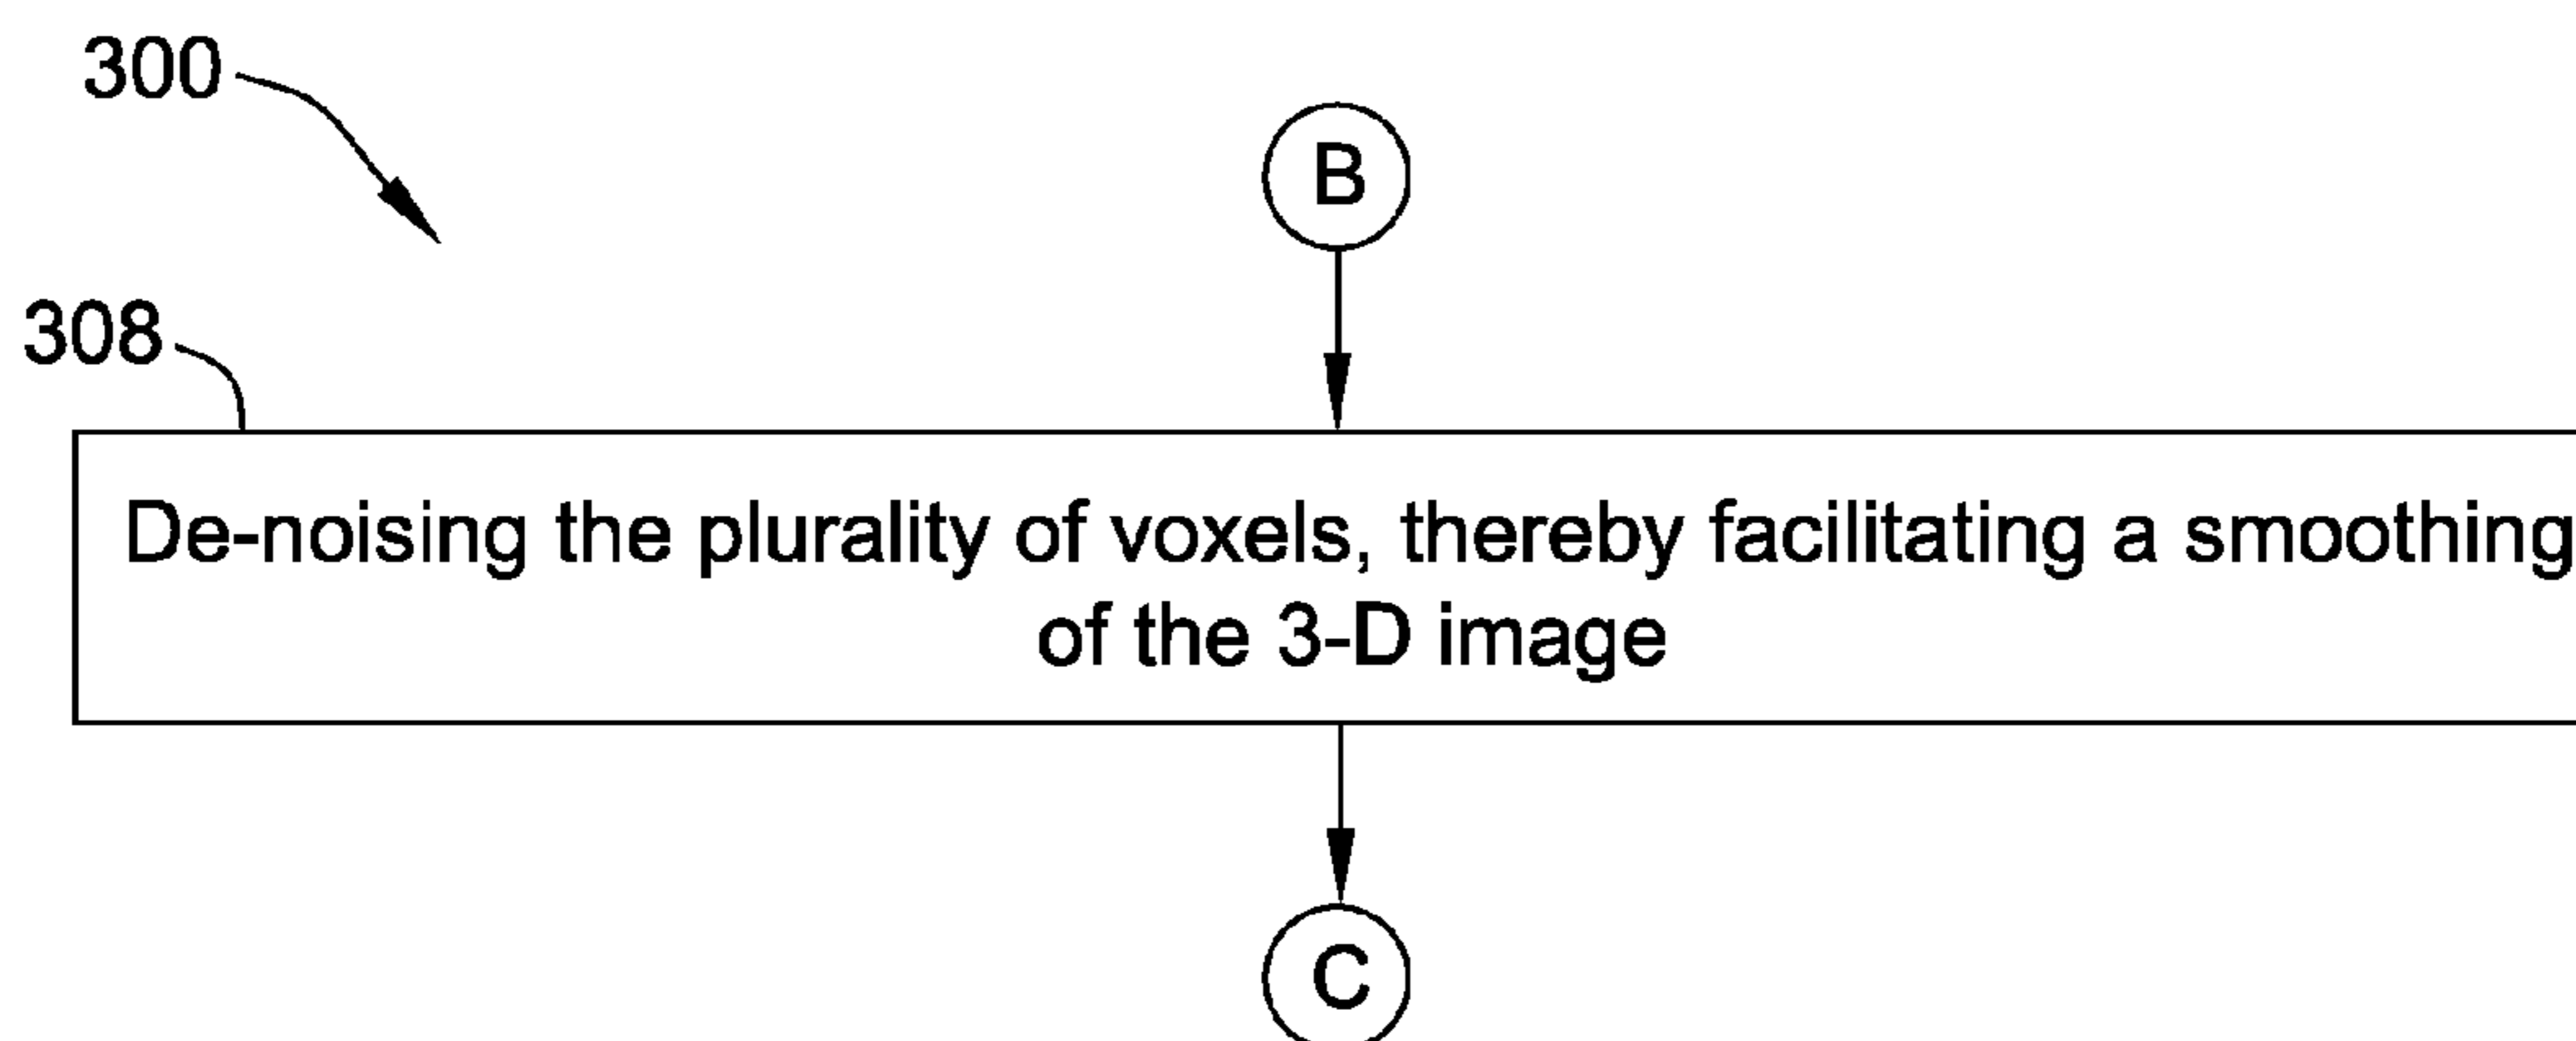 300
B
308
De-noising the plurality of voxels, thereby facilitating a smoothing
of the 3-D image
C